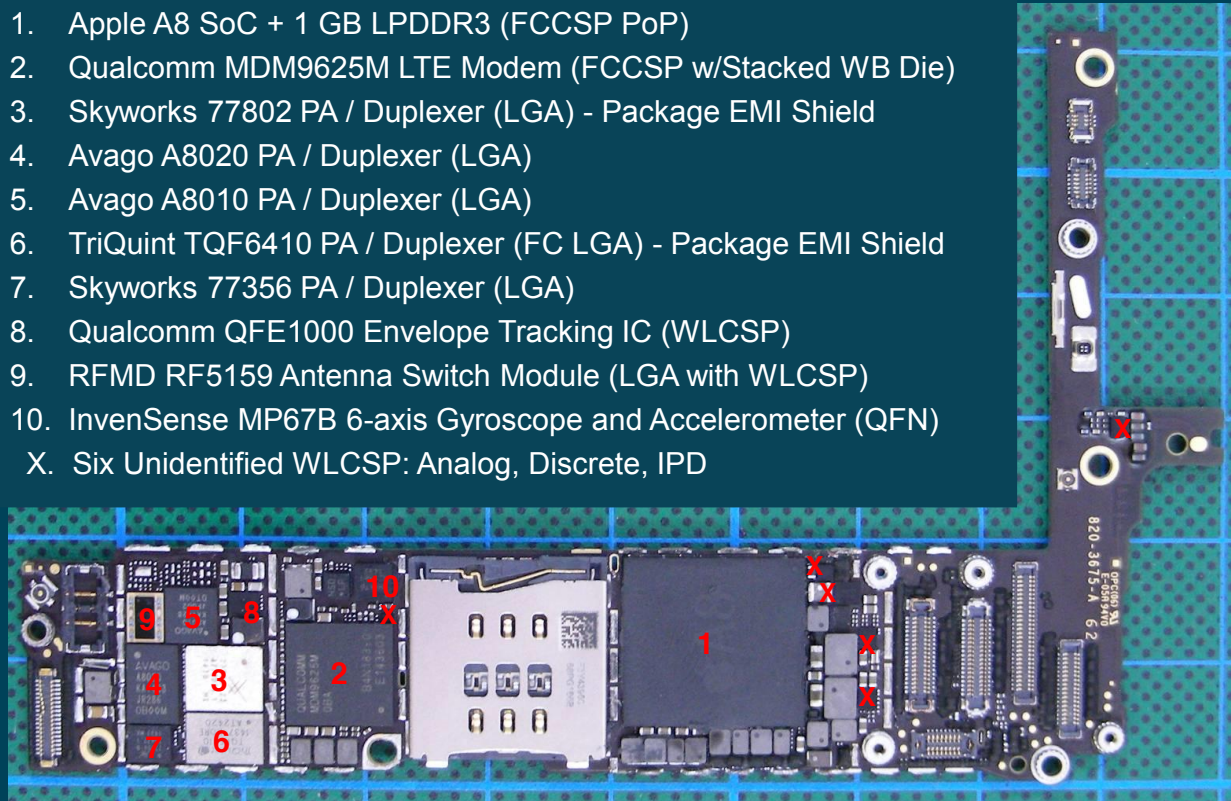 1. Apple A8 SoC + 1 GB LPDDR3 (FCCSP PoP)
2. Qualcomm MDM9625M LTE Modem (FCCSP w/Stacked WB Die)
3. Skyworks 77802 PA / Duplexer (LGA) - Package EMI Shield
4. Avago A8020 PA / Duplexer (LGA)
5. Avago A8010 PA / Duplexer (LGA)
6. TriQuint TQF6410 PA / Duplexer (FC LGA) - Package EMI Shield
7. Skyworks 77356 PA / Duplexer (LGA)
8. Qualcomm QFE1000 Envelope Tracking IC (WLCSP)
9. RFMD RF5159 Antenna Switch Module (LGA with WLCSP)
10. InvenSense MP67B 6-axis Gyroscope and Accelerometer (QFN)
X. Six Unidentified WLCSP: Analog, Discrete, IPD
X
820-3675-A
62
X
X
10
X
9
5
8
AVAGO
1
X
2
QUALCOMM
MDM9625M
E143603
AVAGO
4
3
X
7
6